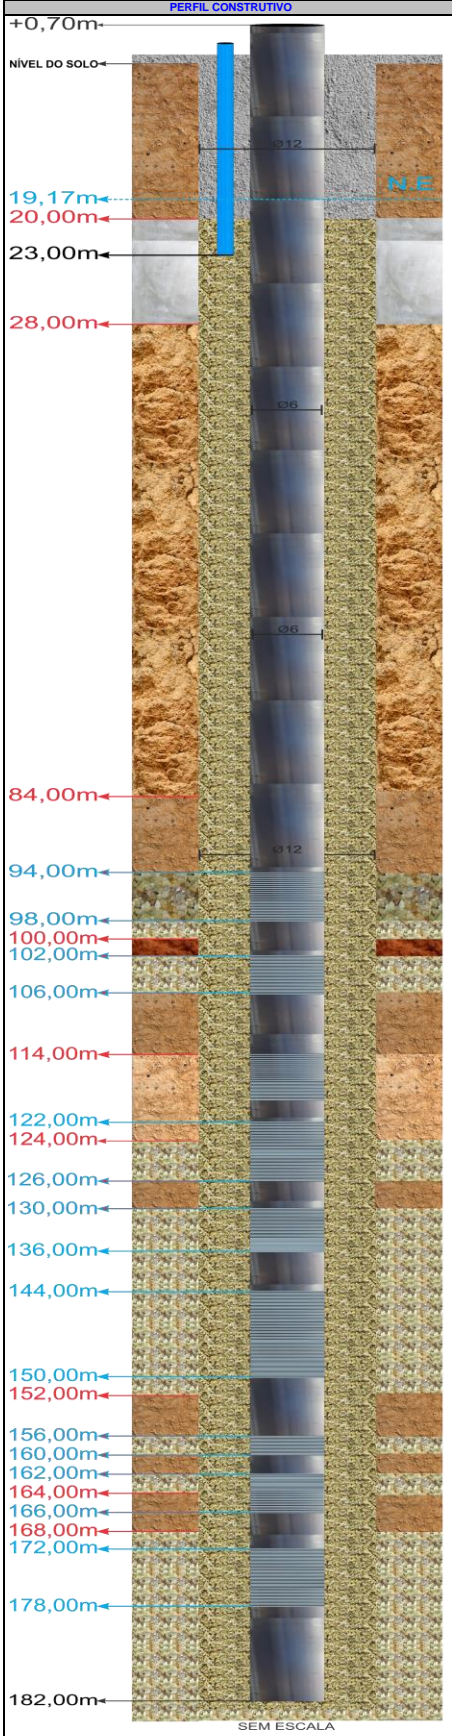 PERFIL CONSTRUTIVO
+0,70m
NÍVEL DO SOLO
Ø12
19,17m
N.E
20,00m
23,00m
28,00m
Ø6
Ø6
84,00m
Ø12
94,00m
98,00m
100,00m
102,00m
106,00m
114,00m
122,00m
124,00m
126,00m
130,00m
136,00m
144,00m
150,00m
152,00m
156,00m
160,00m
162,00m
164,00m
166,00m
168,00m
172,00m
178,00m
182,00m
SEM ESCALA